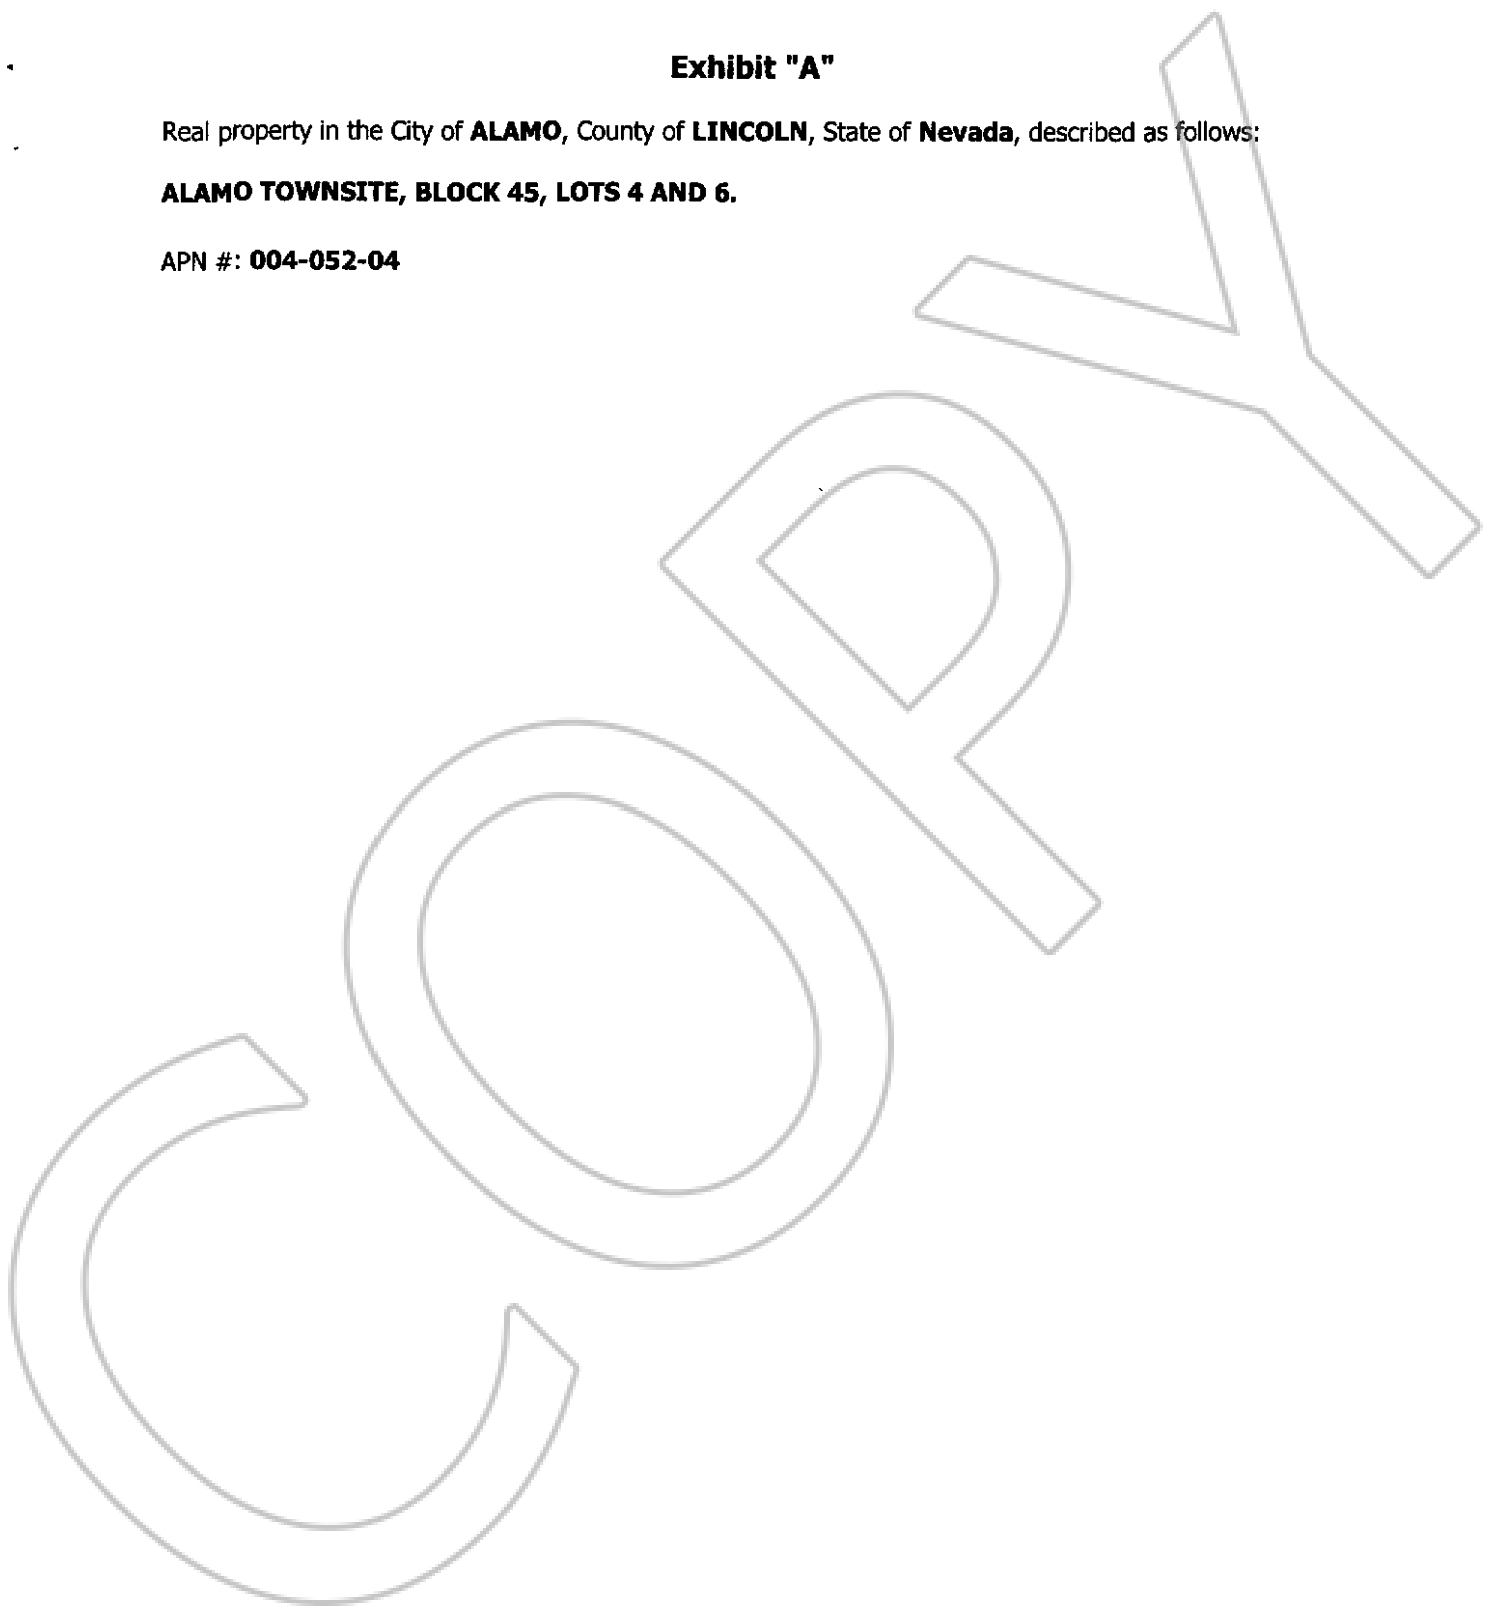 Exhibit "A"
Real property in the City of ALAMO, County of LINCOLN, State of Nevada, described as follows:
ALAMO TOWNSITE, BLOCK 45, LOTS 4 AND 6.
APN #: 004-052-04
COPY